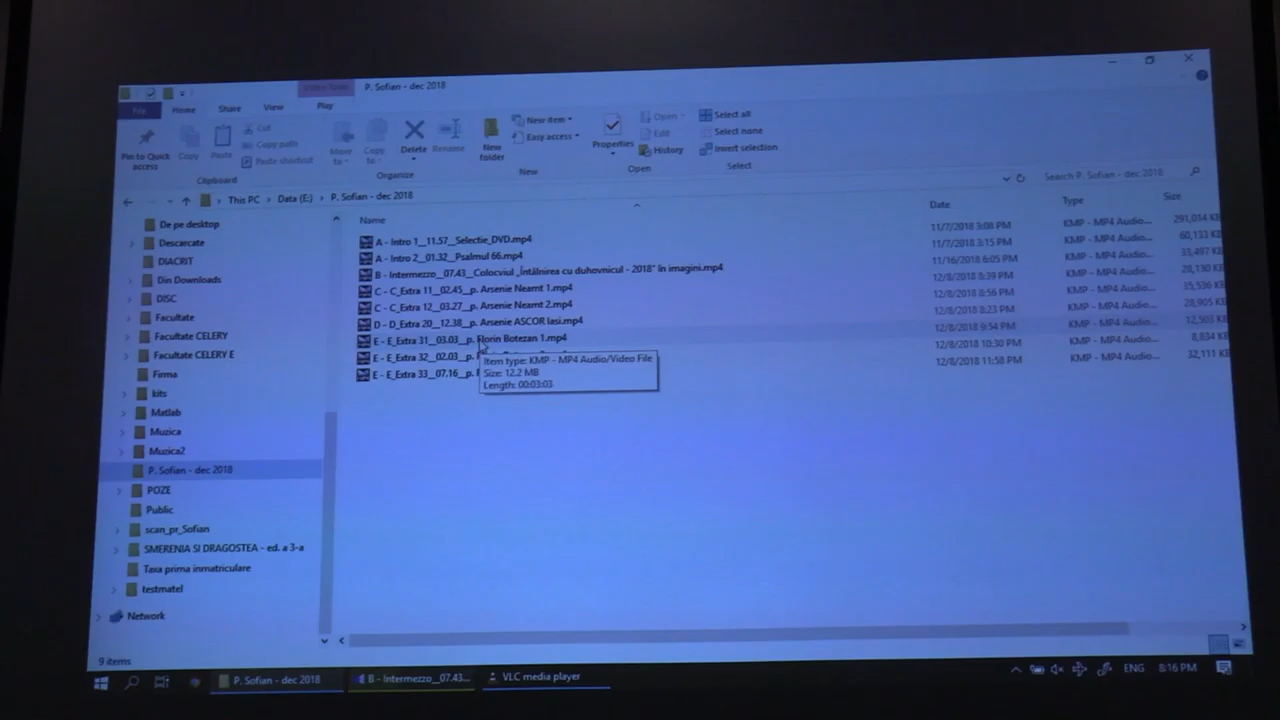 Video Tools P. Sofian - dec 2018
File Home Share View Play
Pin to Quick access
Copy
Paste
Cut
Copy path
Paste shortcut
Clipboard
Move to
Copy to
Delete
Rename
Organize
New folder
New item
Easy access
New
Properties
Open
Edit
History
Open
Select all
Select none
Invert selection
Select
This PC › Data (E:) › P. Sofian - dec 2018
Search P. Sofian - dec 2018
De pe desktop
Descarcate
DIACRIT
Din Downloads
DISC
Facultate
Facultate CELERY
Facultate CELERY E
Firma
kits
Matlab
Muzica
Muzica2
P. Sofian - dec 2018
POZE
Public
scan_pr_Sofian
SMERENIA SI DRAGOSTEA - ed. a 3-a
Taxa prima inmatriculare
testmatel
Network
Name Date Type Size
A - Intro 1__11.57__Selectie_DVD.mp4 11/7/2018 3:08 PM KMP - MP4 Audio... 291,014 KB
A - Intro 2__01.32__Psalmul 66.mp4 11/7/2018 3:15 PM KMP - MP4 Audio... 60,133 KB
B - Intermezzo__07.43__Colocviul „Întâlnirea cu duhovnicul - 2018" în imagini.mp4 11/16/2018 6:05 PM KMP - MP4 Audio... 33,497 KB
C - C_Extra 11__02.45__p. Arsenie Neamt 1.mp4 12/8/2018 8:39 PM KMP - MP4 Audio... 28,130 KB
C - C_Extra 12__03.27__p. Arsenie Neamt 2.mp4 12/8/2018 8:56 PM KMP - MP4 Audio... 35,536 KB
D - D_Extra 20__12.38__p. Arsenie ASCOR Iasi.mp4 12/8/2018 8:23 PM KMP - MP4 Audio... 28,905 KB
E - E_Extra 31__03.03__p. Florin Botezan 1.mp4 12/8/2018 9:54 PM KMP - MP4 Audio... 12,503 KB
E - E_Extra 32__02.03__p. 12/8/2018 10:30 PM KMP - MP4 Audio... 8,834 KB
E - E_Extra 33__07.16__p. 12/8/2018 11:58 PM KMP - MP4 Audio... 32,111 KB
Item type: KMP - MP4 Audio/Video File
Size: 12.2 MB
Length: 00:03:03
9 items
P. Sofian - dec 2018 B - Intermezzo__07.43... VLC media player ENG 8:16 PM